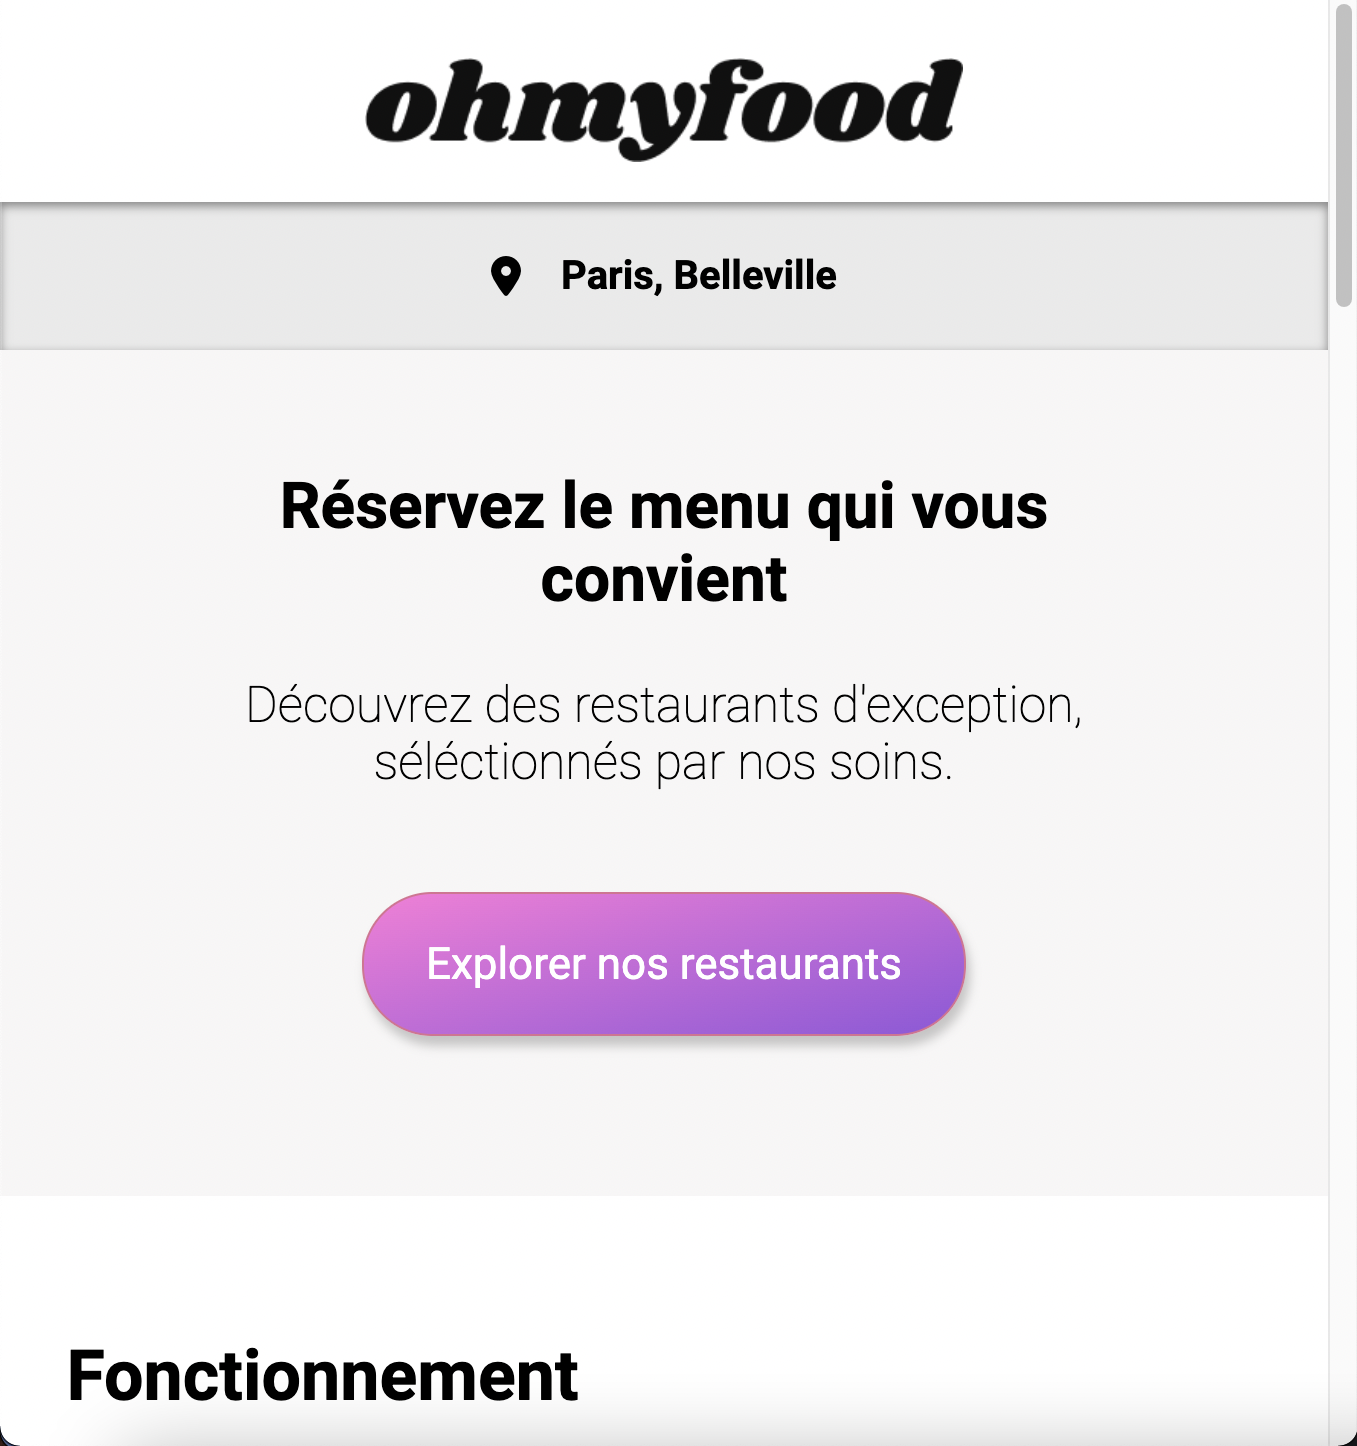 ohmyfood
Paris, Belleville
Réservez le menu qui vous
convient
Découvrez des restaurants d'exception,
séléctionnés par nos soins.
Explorer nos restaurants
Fonctionnement